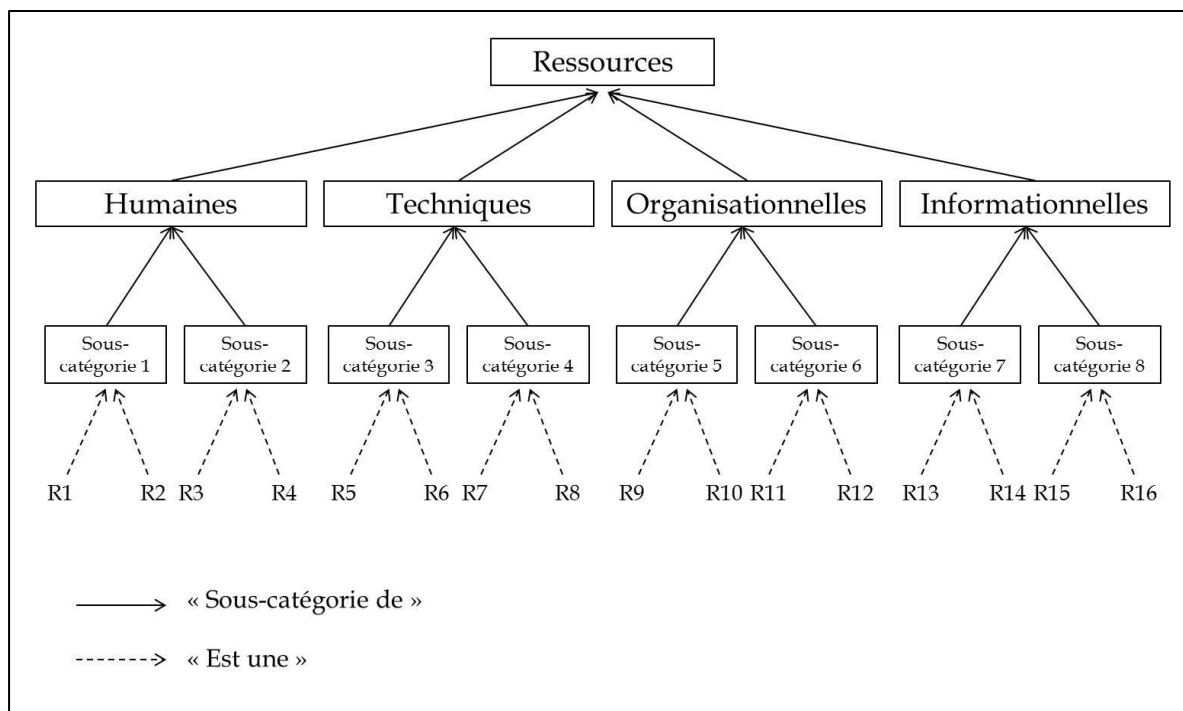 Ressources
Humaines
Techniques
Organisationnelles
Informationnelles
Sous-
catégorie 1
Sous-
catégorie 2
Sous-
catégorie 3
Sous-
catégorie 4
Sous-
catégorie 5
Sous-
catégorie 6
Sous-
catégorie 7
Sous-
catégorie 8
R1
R2
R3
R4
R5
R6
R7
R8
R9
R10
R11
R12
R13
R14
R15
R16
« Sous-catégorie de »
« Est une »